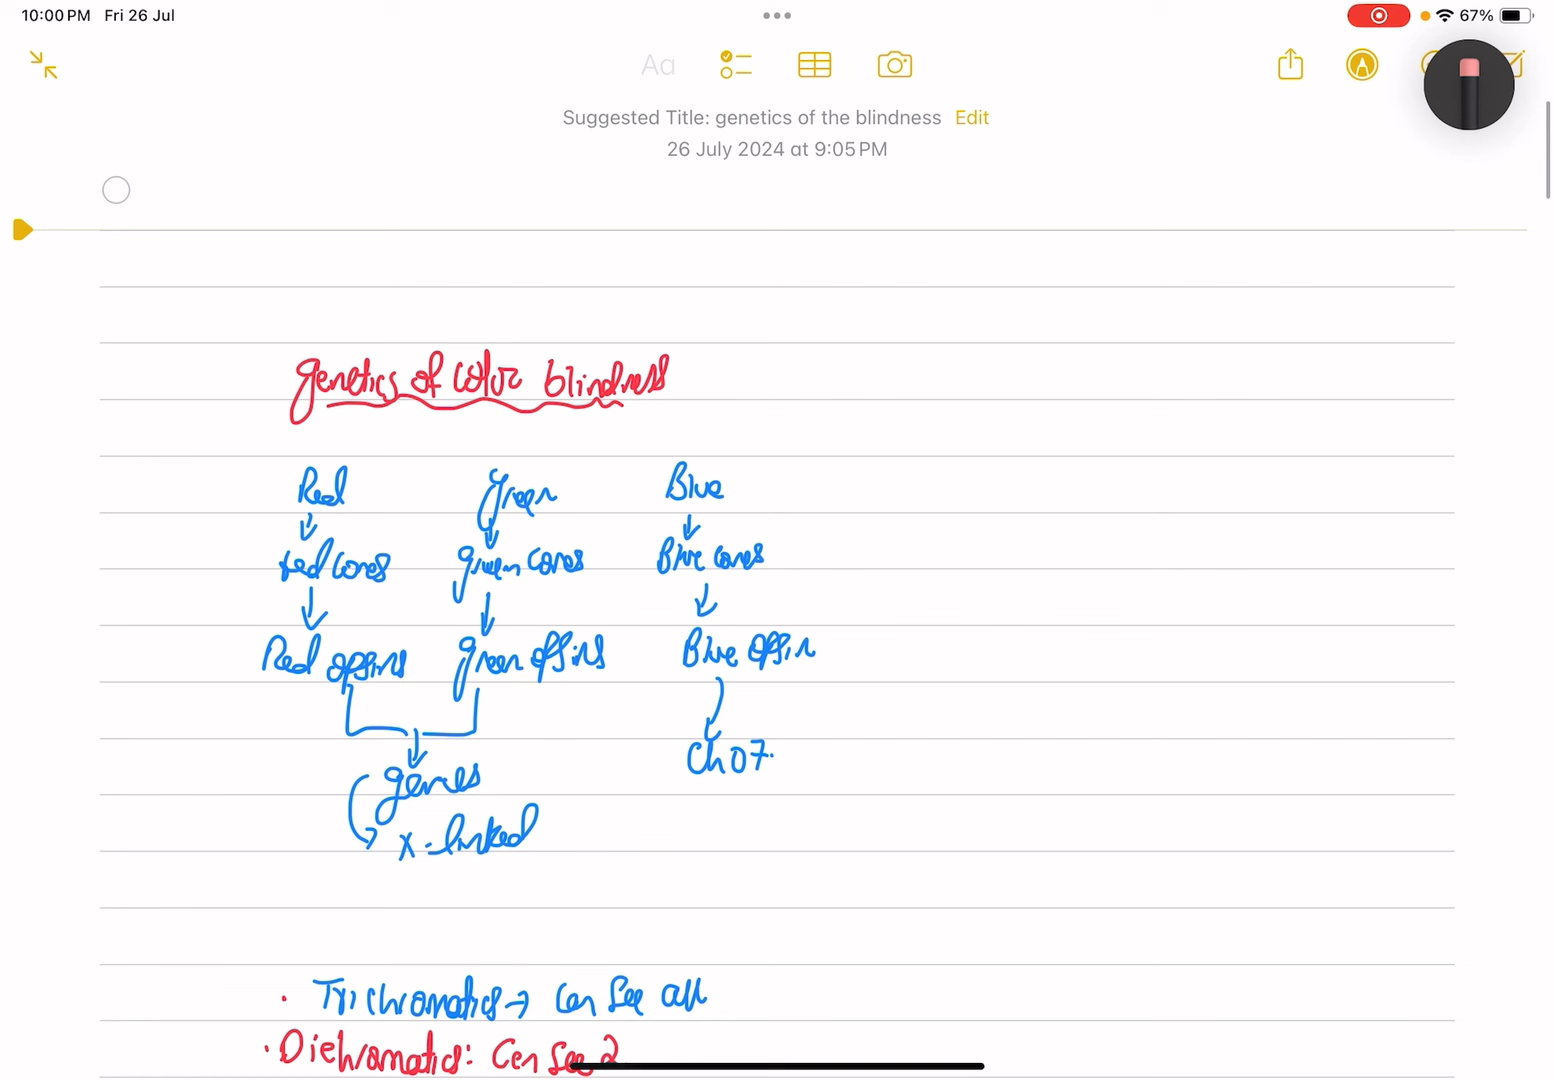 10:00 PM Fri 26 Jul
67%
Aa
Suggested Title: genetics of the blindness Edit
26 July 2024 at 9:05 PM
genetics of color blindness
Red green Blue
red cones green cones Blue cones
Red opsins green opsins Blue opsin
genes Ch 07.
X-linked
· Trichromatics → can see all
· Dichromatics: can see 2